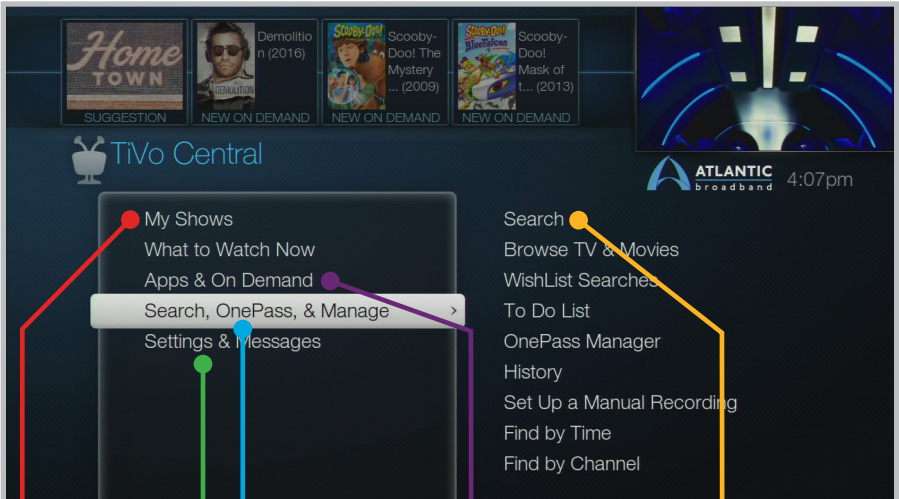 Home
TOWN
SUGGESTION
Demolitio
n (2016)
DEMOLITION
NEW ON DEMAND
SCOOBY-DOO!
Scooby-
Doo! The
Mystery
... (2009)
NEW ON DEMAND
SCOOBY-DOO!
BlueFalcon
Scooby-
Doo!
Mask of
t... (2013)
NEW ON DEMAND
TiVo Central
ATLANTIC
broadband
4:07pm
My Shows
What to Watch Now
Apps & On Demand
Search, OnePass, & Manage
Settings & Messages
Search
Browse TV & Movies
WishList Searches
To Do List
OnePass Manager
History
Set Up a Manual Recording
Find by Time
Find by Channel